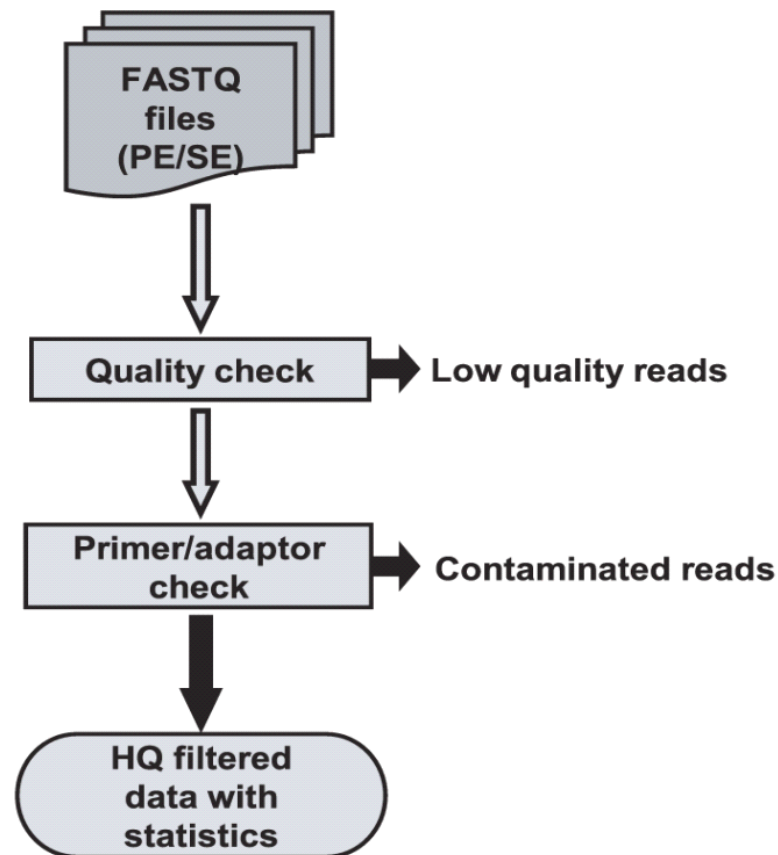 FASTQ
files
(PE/SE)
Quality check
Low quality reads
Primer/adaptor
check
Contaminated reads
HQ filtered
data with
statistics